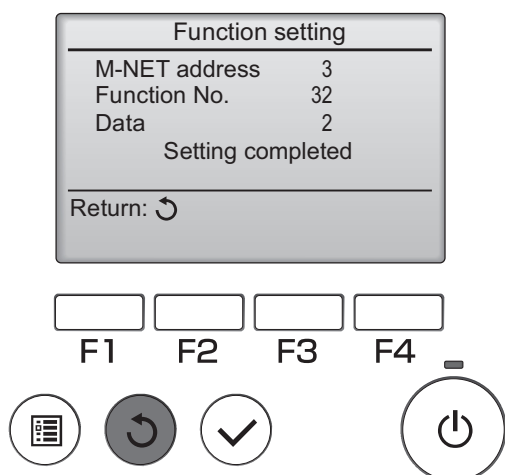 Function setting
M-NET address 3
Function No. 32
Data 2
Setting completed
Return:
F1 F2 F3 F4